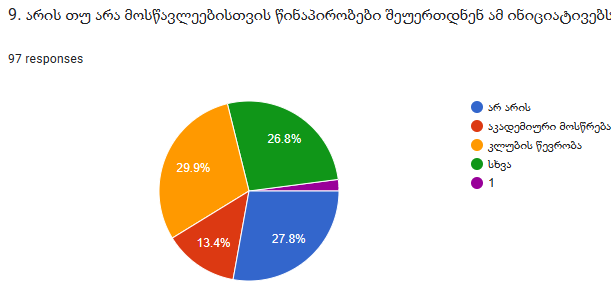 9. არის თუ არა მოსწავლეებისთვის წინაპირობები შეუერთდნენ ამ ინიციატივებს
97 responses
26.8%
29.9%
13.4%
27.8%
არ არის
აკადემიური მოსწრება
კლუბის წევრობა
სხვა
1